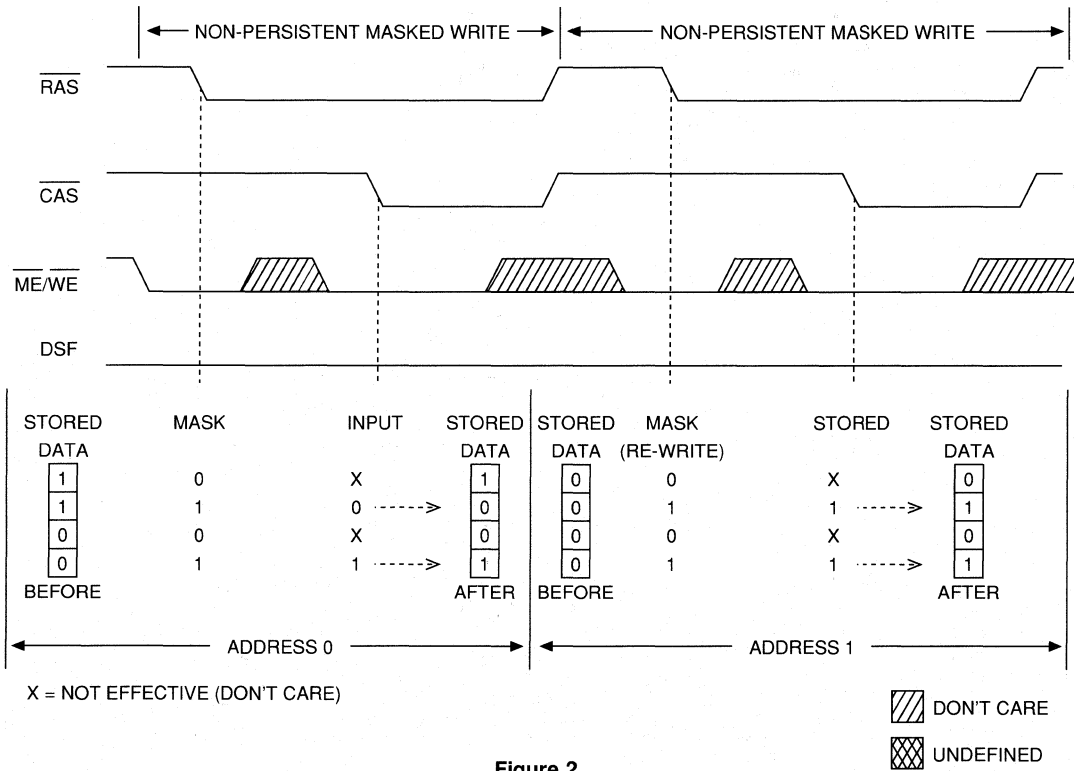 NON-PERSISTENT MASKED WRITE NON-PERSISTENT MASKED WRITE
RAS
CAS
ME/WE
DSF
STORED MASK INPUT STORED STORED MASK STORED STORED
DATA DATA DATA (RE-WRITE) DATA
1 0 X 1 0 0 X 0
1 1 0 0 0 1 1 1
0 0 X 0 0 0 X 0
0 1 1 1 0 1 1 1
BEFORE AFTER BEFORE AFTER
ADDRESS 0 ADDRESS 1
X = NOT EFFECTIVE (DON'T CARE)
DON'T CARE
UNDEFINED
Figure 2